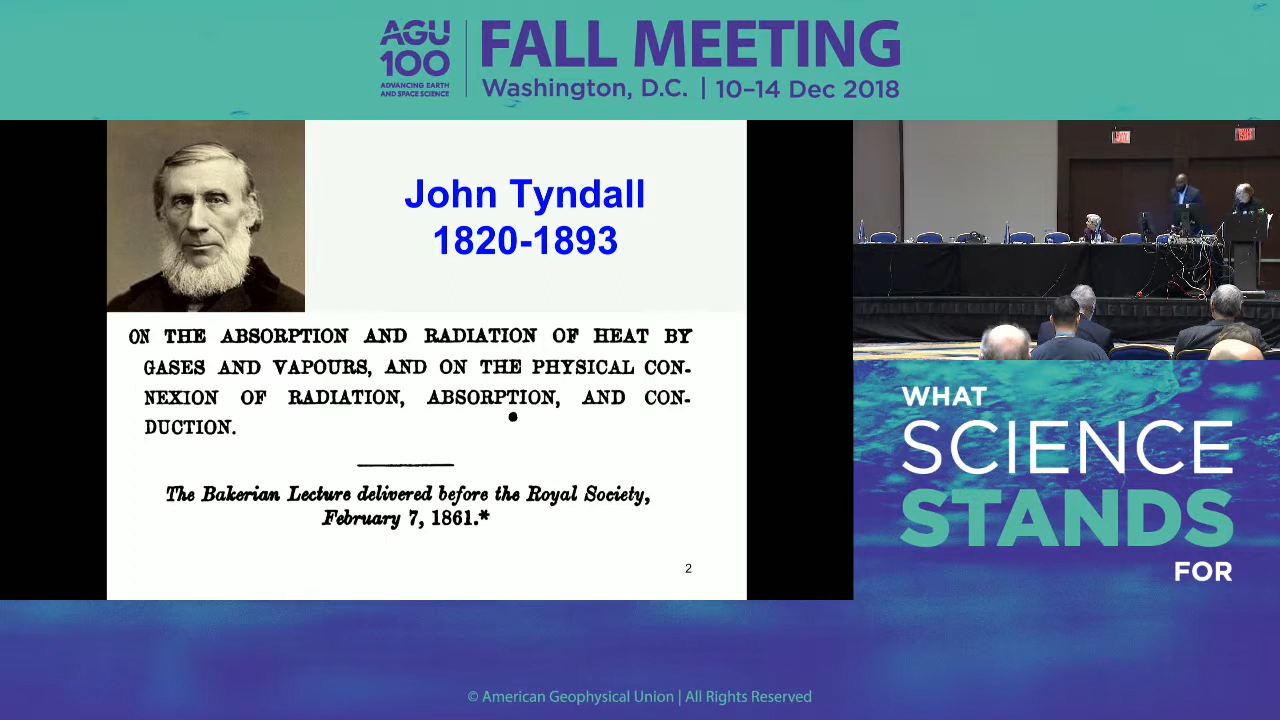 AGU
100
ADVANCING EARTH
AND SPACE SCIENCE
FALL MEETING
Washington, D.C. | 10–14 Dec 2018
John Tyndall
1820-1893
ON THE ABSORPTION AND RADIATION OF HEAT BY
GASES AND VAPOURS, AND ON THE PHYSICAL CON-
NEXION OF RADIATION, ABSORPTION, AND CON-
DUCTION.
The Bakerian Lecture delivered before the Royal Society,
February 7, 1861.*
2
WHAT
SCIENCE
STANDS
FOR
© American Geophysical Union | All Rights Reserved